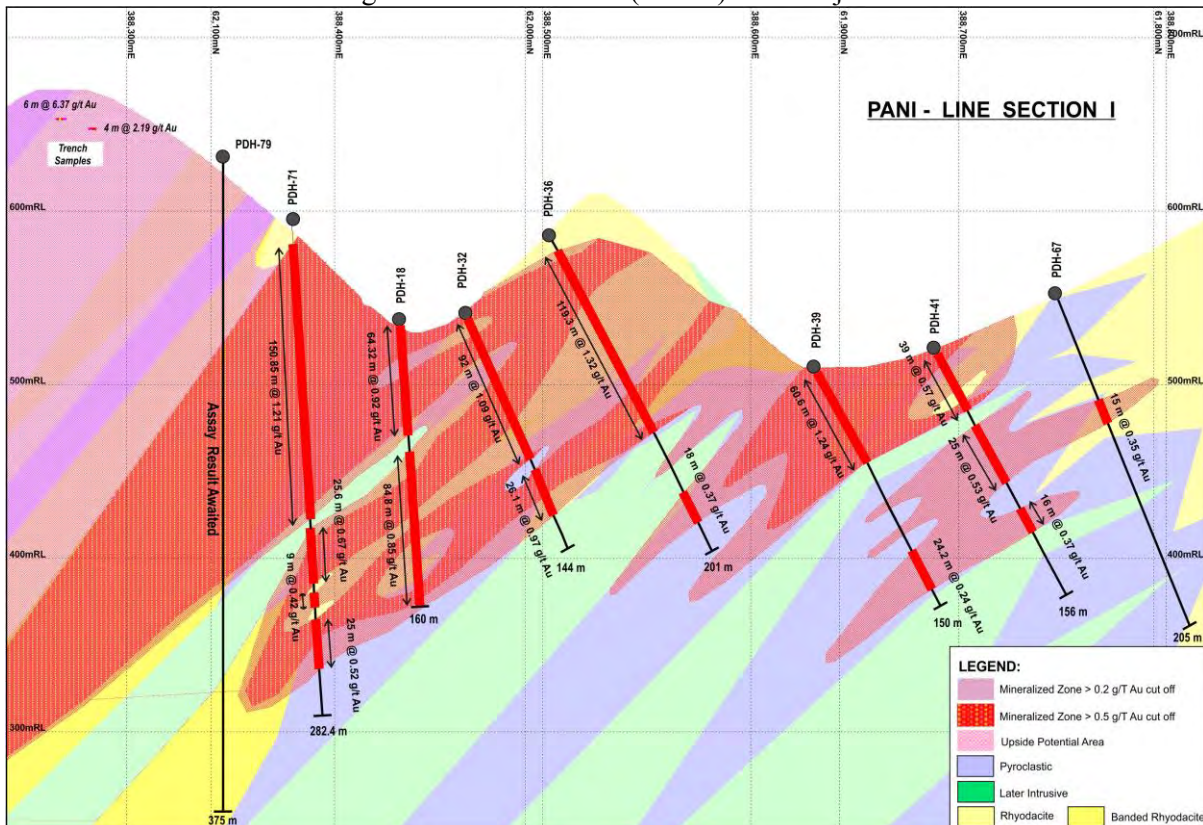 388,300mE
62,100mN
388,400mE
62,000mN
388,500mE
388,600mE
61,900mN
388,700mE
61,800mN
PANI - LINE SECTION I
6 m @ 6.37 g/t Au
4 m @ 2.19 g/t Au
Trench
Samples
PDH-79
PDH-71
PDH-18
PDH-32
PDH-36
PDH-39
PDH-41
PDH-67
600mRL
600mRL
500mRL
500mRL
400mRL
400mRL
300mRL
Assay Result Awaited
150.85 m @ 1.21 g/t Au
25.6 m @ 0.67 g/t Au
9 m @ 0.42 g/t Au
25 m @ 0.52 g/t Au
64.32 m @ 0.92 g/t Au
84.8 m @ 0.85 g/t Au
92 m @ 1.09 g/t Au
26.1 m @ 0.97 g/t Au
119.3 m @ 1.32 g/t Au
18 m @ 0.37 g/t Au
60.6 m @ 1.24 g/t Au
24.2 m @ 0.24 g/t Au
39 m @ 0.57 g/t Au
25 m @ 0.53 g/t Au
16 m @ 0.37 g/t Au
15 m @ 0.35 g/t Au
375 m
282.4 m
160 m
144 m
201 m
150 m
156 m
205 m
LEGEND:
Mineralized Zone > 0.2 g/T Au cut off
Mineralized Zone > 0.5 g/T Au cut off
Upside Potential Area
Pyroclastic
Later Intrusive
Rhyodacite
Banded Rhyodacite